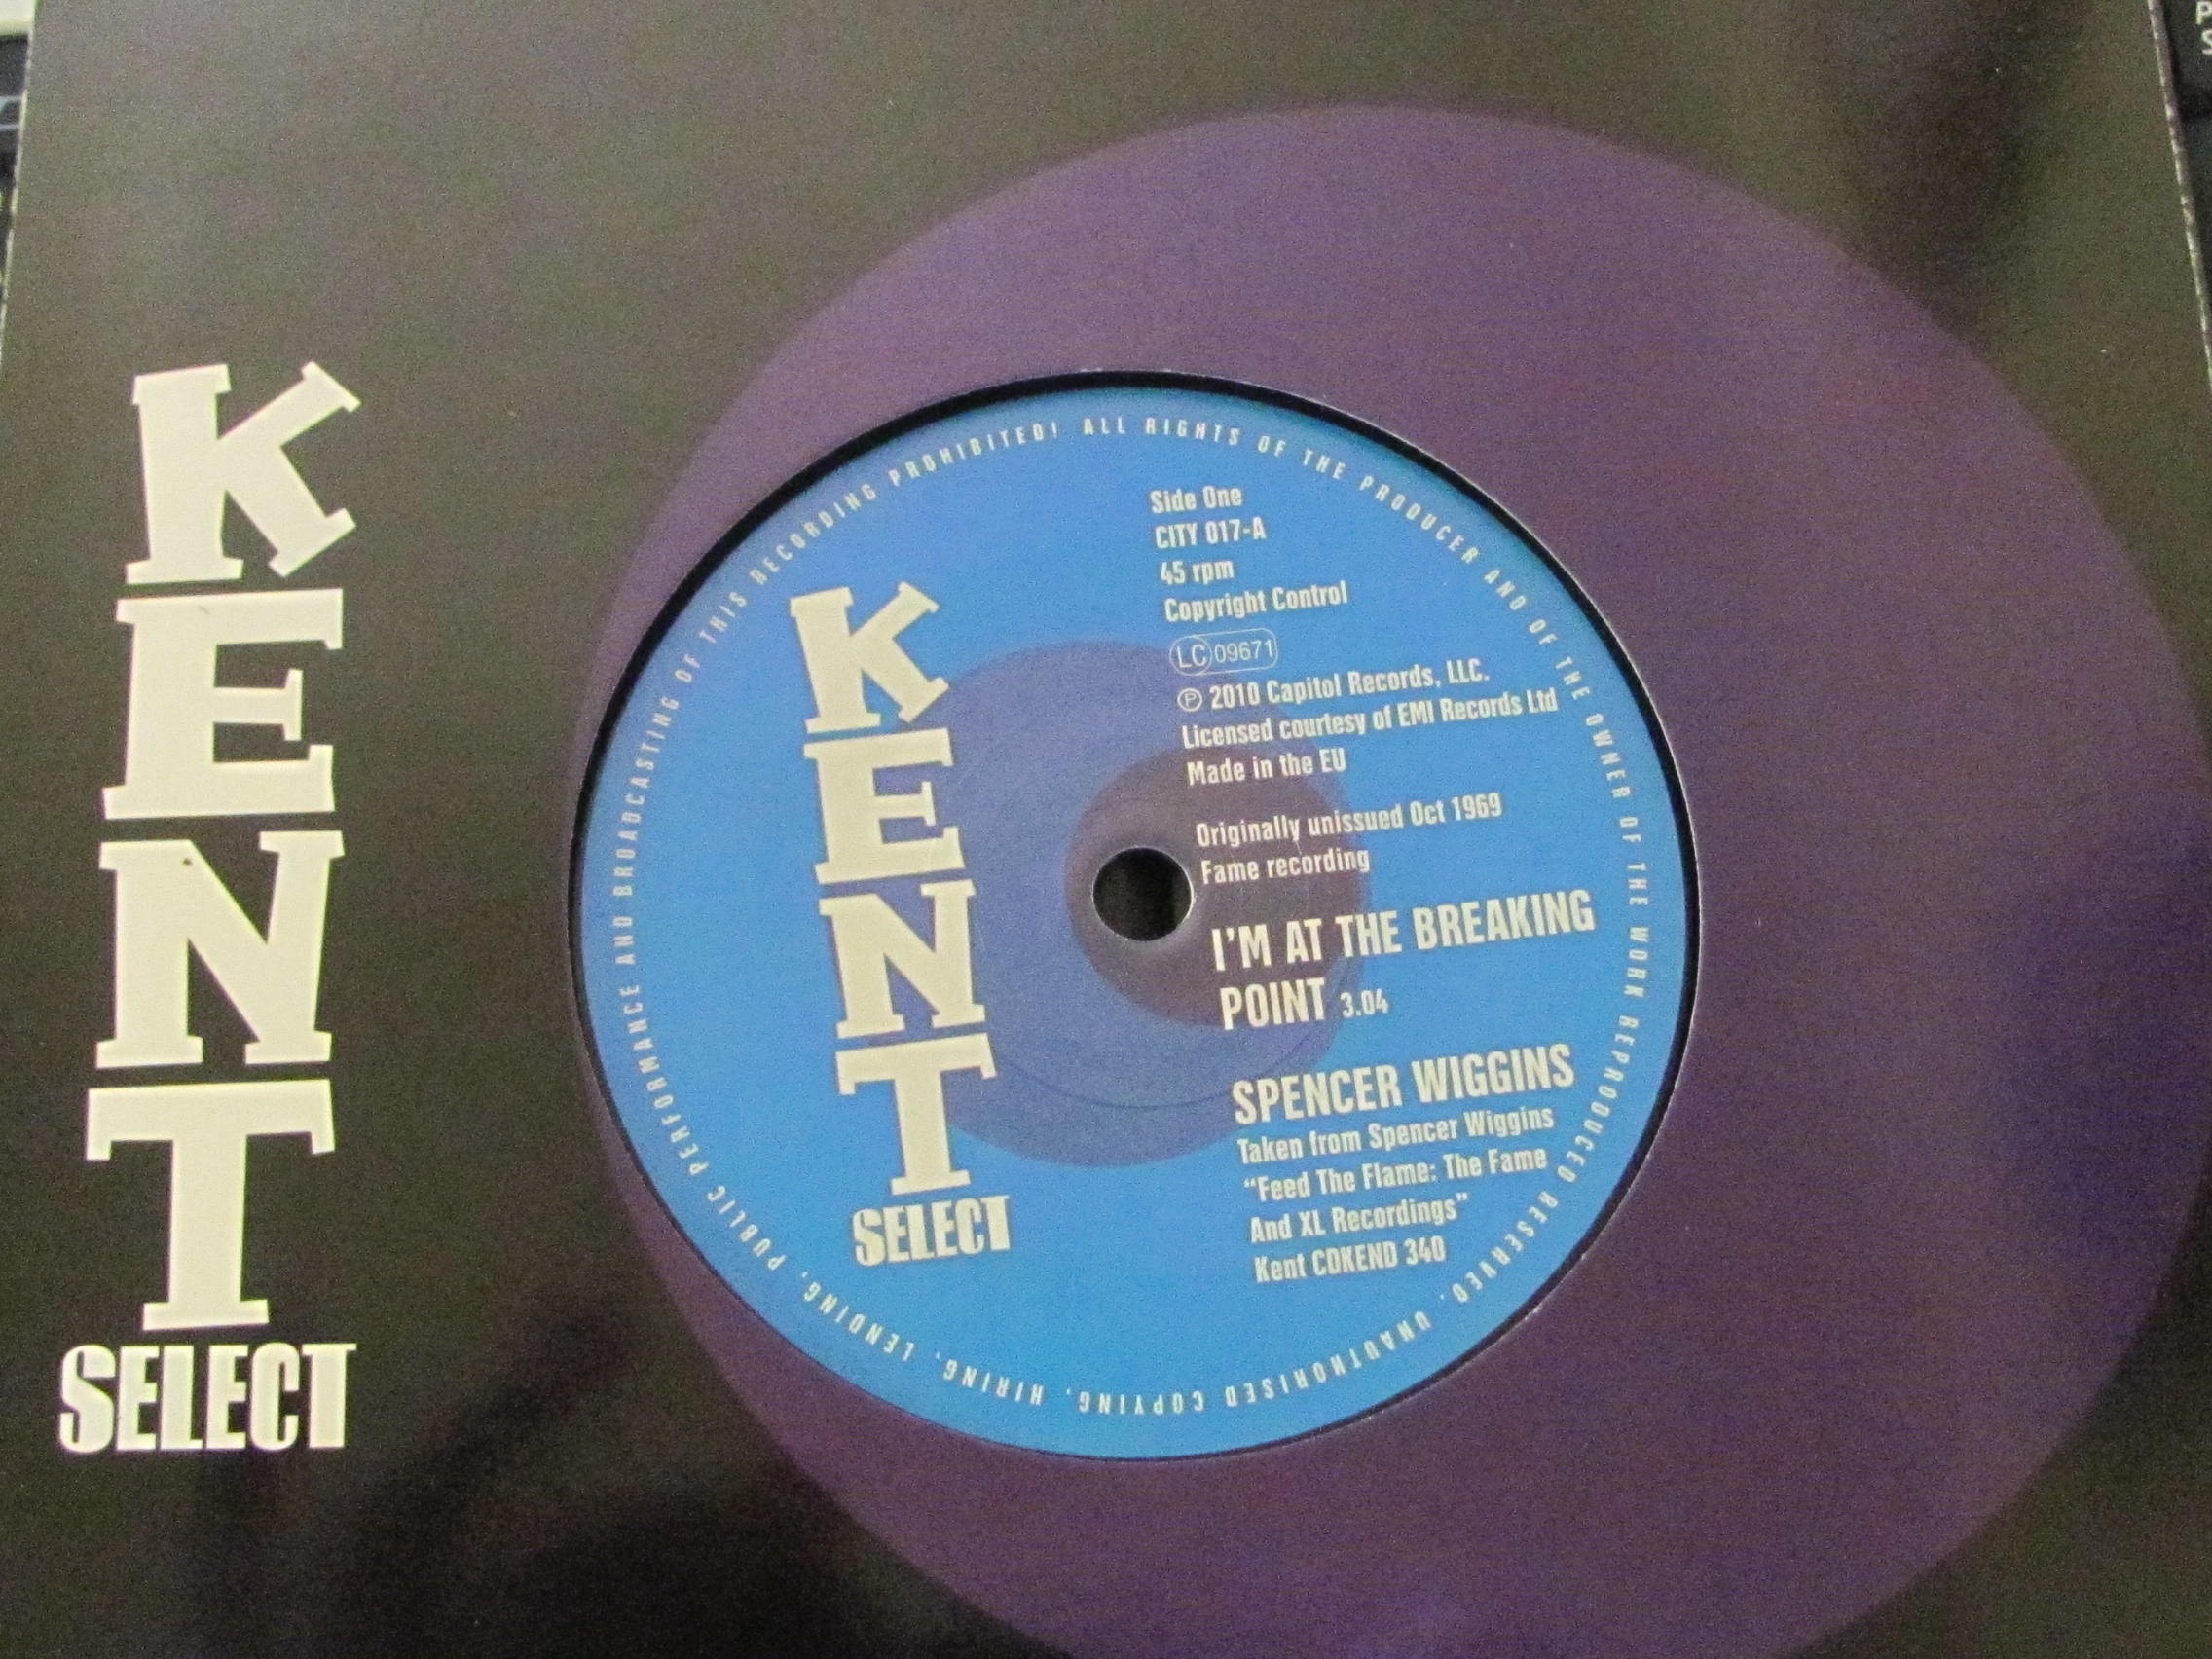 KENT
SELECT
KENT
SELECT
Side One
CITY 017-A
45 rpm
Copyright Control
LC 09671
℗ 2010 Capitol Records, LLC.
Licensed courtesy of EMI Records Ltd
Made in the EU
Originally unissued Oct 1969
Fame recording
I'M AT THE BREAKING
POINT 3.04
SPENCER WIGGINS
Taken from Spencer Wiggins
“Feed The Flame: The Fame
And XL Recordings”
Kent CDKEND 340
ALL RIGHTS OF THE PRODUCER AND OF THE OWNER OF THE WORK REPRODUCED RESERVED. UNAUTHORISED COPYING, HIRING, LENDING, PUBLIC PERFORMANCE AND BROADCASTING OF THIS RECORDING PROHIBITED!